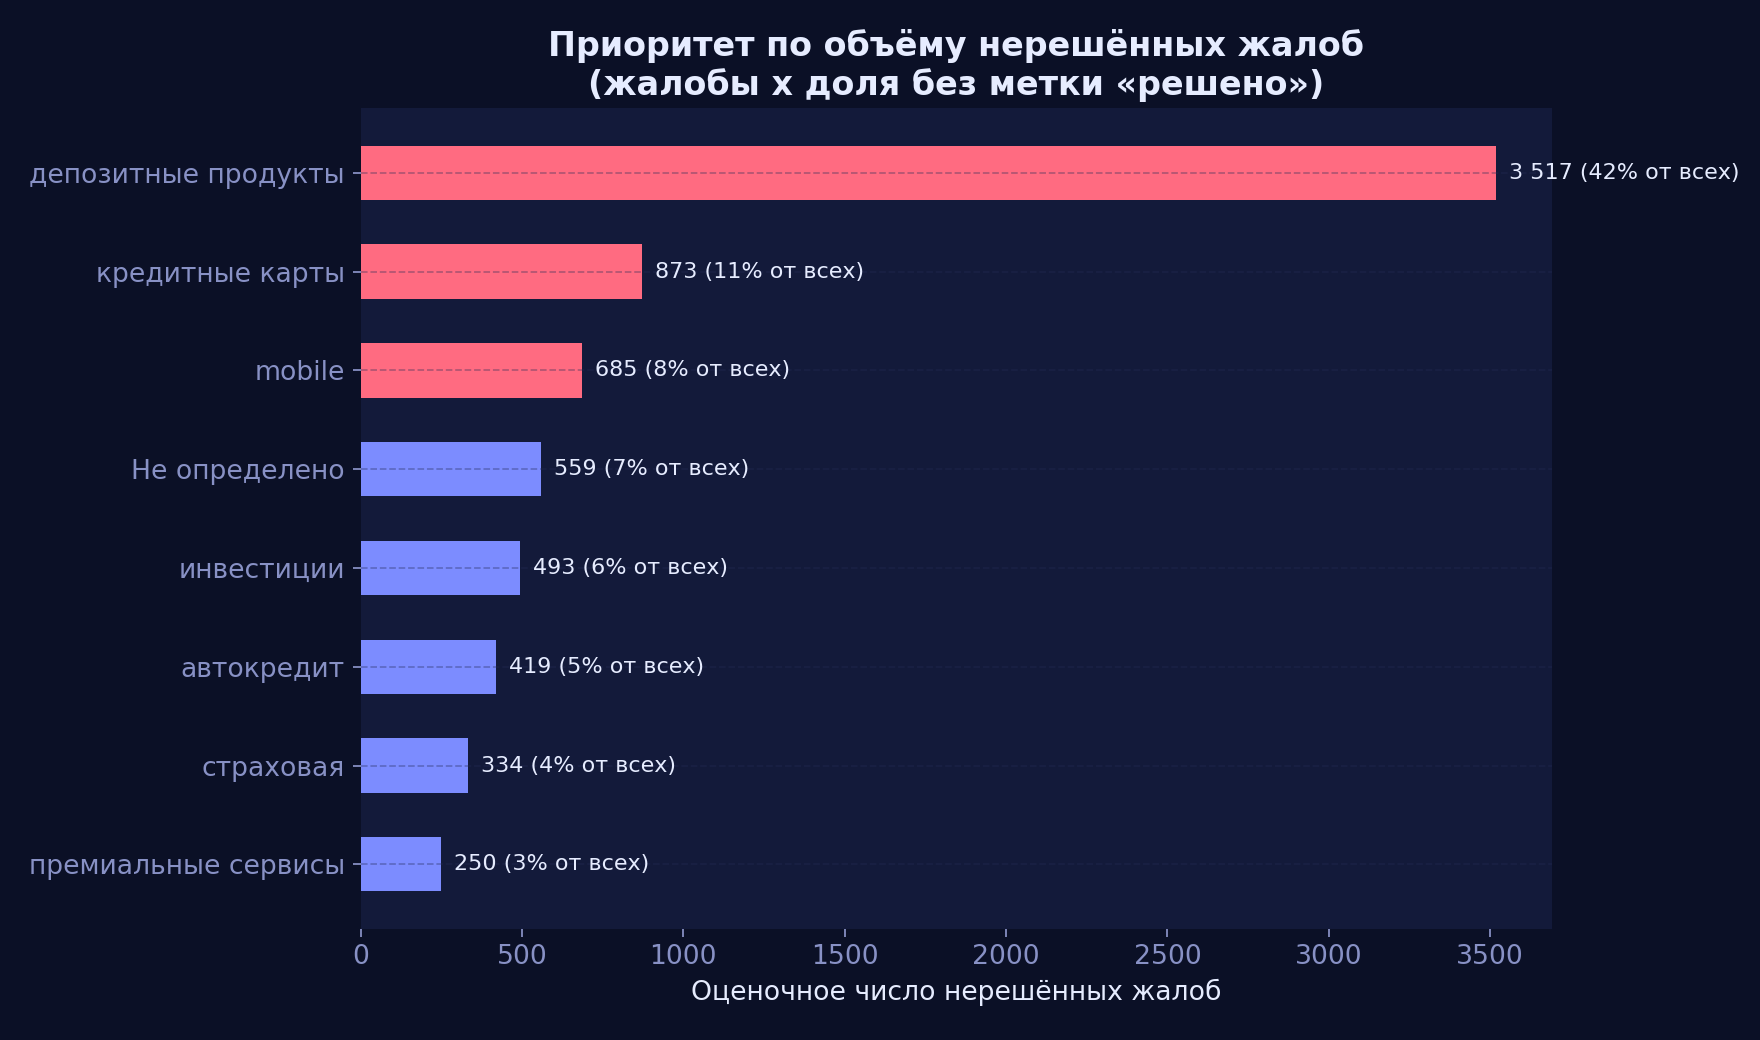 Приоритет по объёму нерешённых жалоб
(жалобы x доля без метки «решено»)
депозитные продукты
3 517 (42% от всех)
кредитные карты
873 (11% от всех)
mobile
685 (8% от всех)
Не определено
559 (7% от всех)
инвестиции
493 (6% от всех)
автокредит
419 (5% от всех)
страховая
334 (4% от всех)
премиальные сервисы
250 (3% от всех)
0 500 1000 1500 2000 2500 3000 3500
Оценочное число нерешённых жалоб